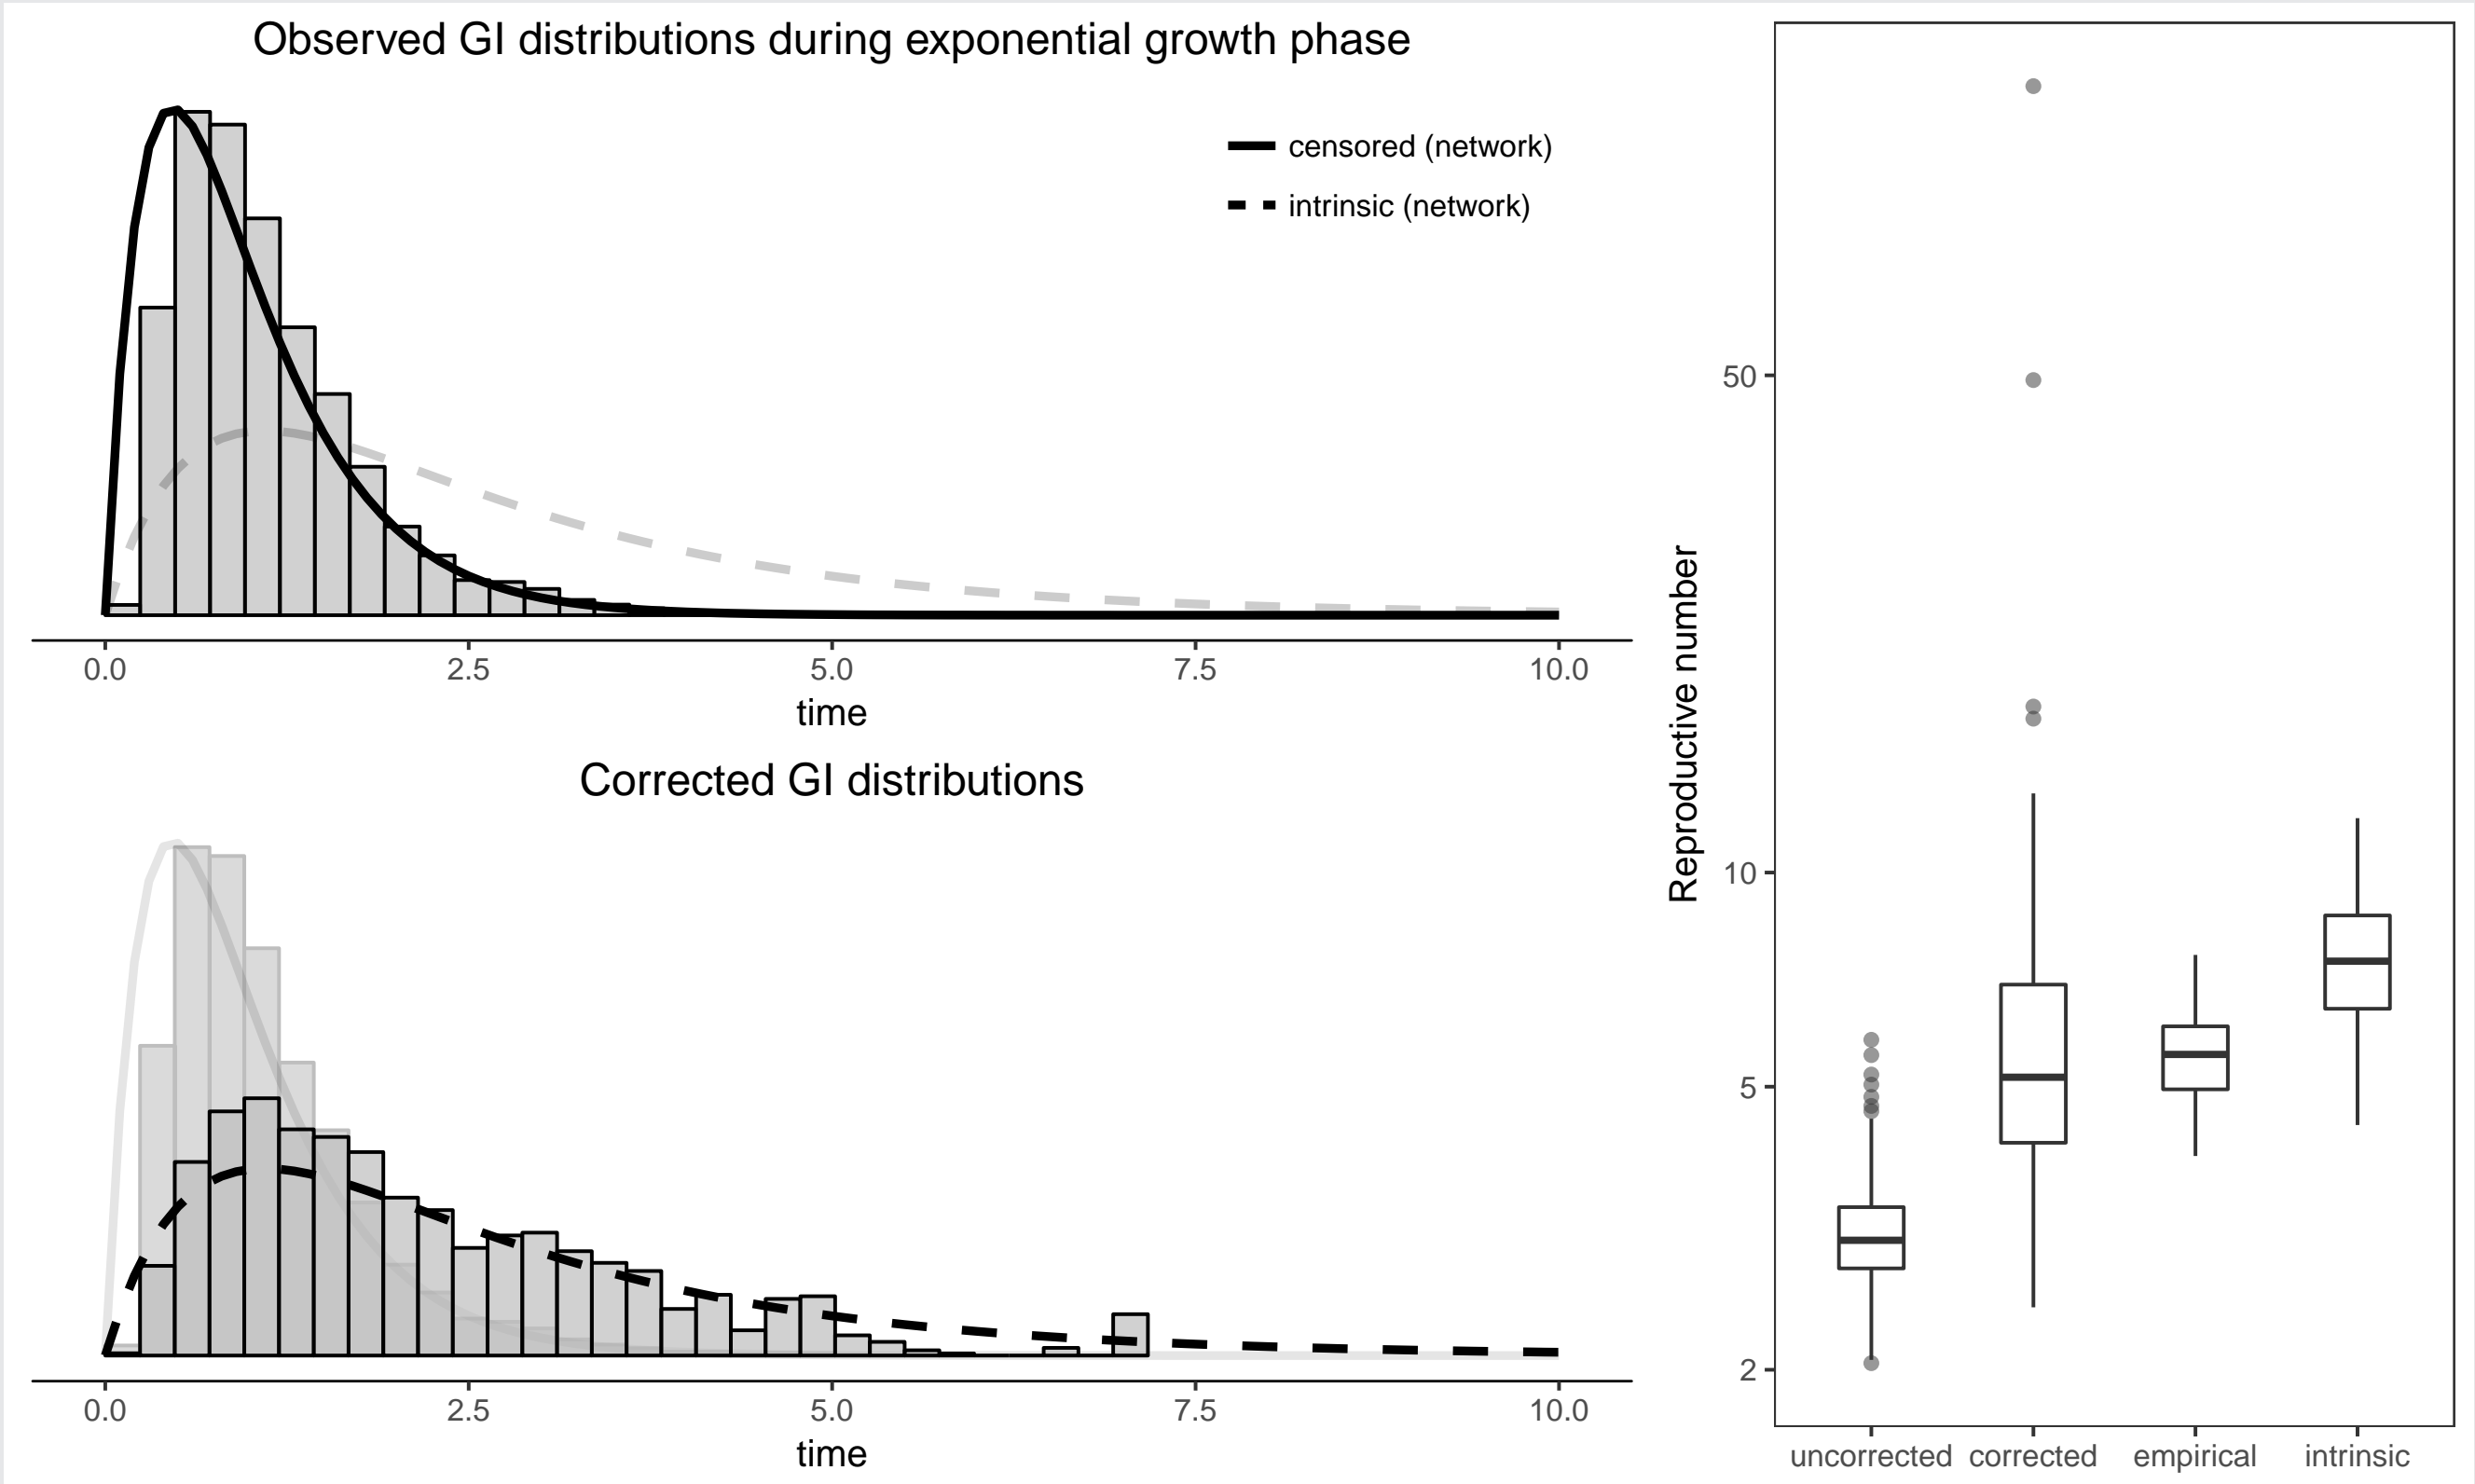 Observed GI distributions during exponential growth phase
censored (network)
intrinsic (network)
0.0 2.5 5.0 7.5 10.0
time
Corrected GI distributions
0.0 2.5 5.0 7.5 10.0
time
Reproductive number
50
10
5
2
uncorrected corrected empirical intrinsic